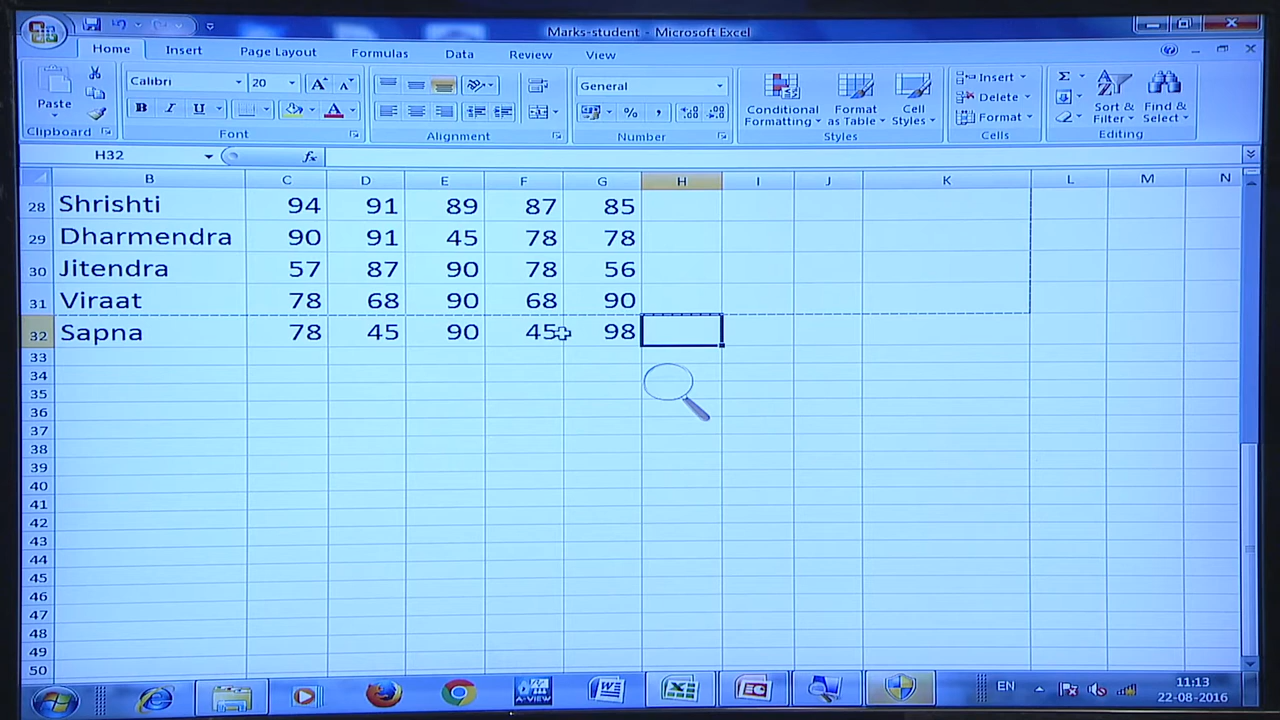 Marks-student - Microsoft Excel
Home Insert Page Layout Formulas Data Review View
Calibri 20 General Insert
Paste B I U % , Conditional Formatting Format as Table Cell Styles Delete Sort & Filter Find & Select
Format
Clipboard Font Alignment Number Styles Cells Editing
H32 fx
B C D E F G H I J K L M N
28 Shrishti 94 91 89 87 85
29 Dharmendra 90 91 45 78 78
30 Jitendra 57 87 90 78 56
31 Viraat 78 68 90 68 90
32 Sapna 78 45 90 45 98
33
34
35
36
37
38
39
40
41
42
43
44
45
46
47
48
49
50
A-VIEW EN 11:13
22-08-2016